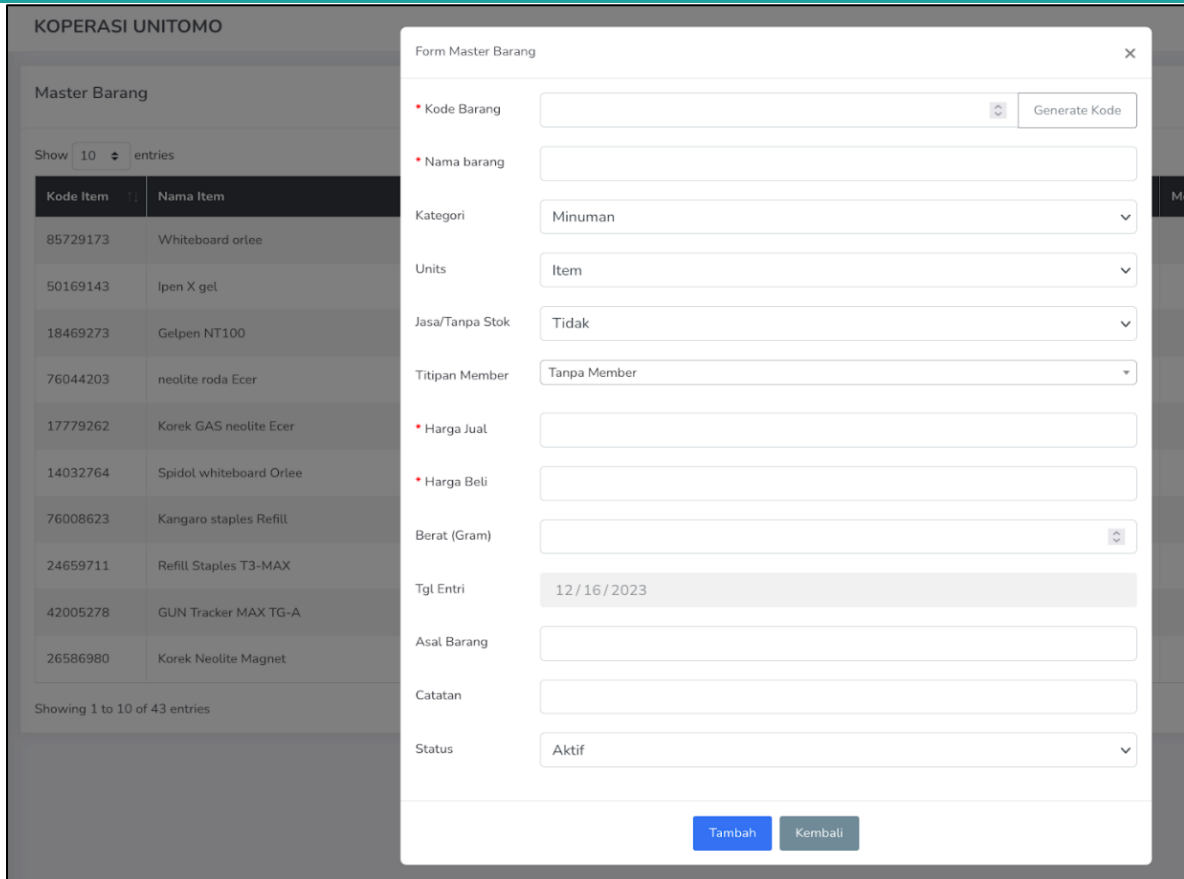 KOPERASI UNITOMO
Master Barang
Show 10 entries
Kode Item Nama Item
85729173 Whiteboard orlee
50169143 Ipen X gel
18469273 Gelpen NT100
76044203 neolite roda Ecer
17779262 Korek GAS neolite Ecer
14032764 Spidol whiteboard Orlee
76008623 Kangaro staples Refill
24659711 Refill Staples T3-MAX
42005278 GUN Tracker MAX TG-A
26586980 Korek Neolite Magnet
Showing 1 to 10 of 43 entries
Form Master Barang ×
* Kode Barang Generate Kode
* Nama barang
Kategori Minuman
Units Item
Jasa/Tanpa Stok Tidak
Titipan Member Tanpa Member
* Harga Jual
* Harga Beli
Berat (Gram)
Tgl Entri 12/16/2023
Asal Barang
Catatan
Status Aktif
Tambah Kembali